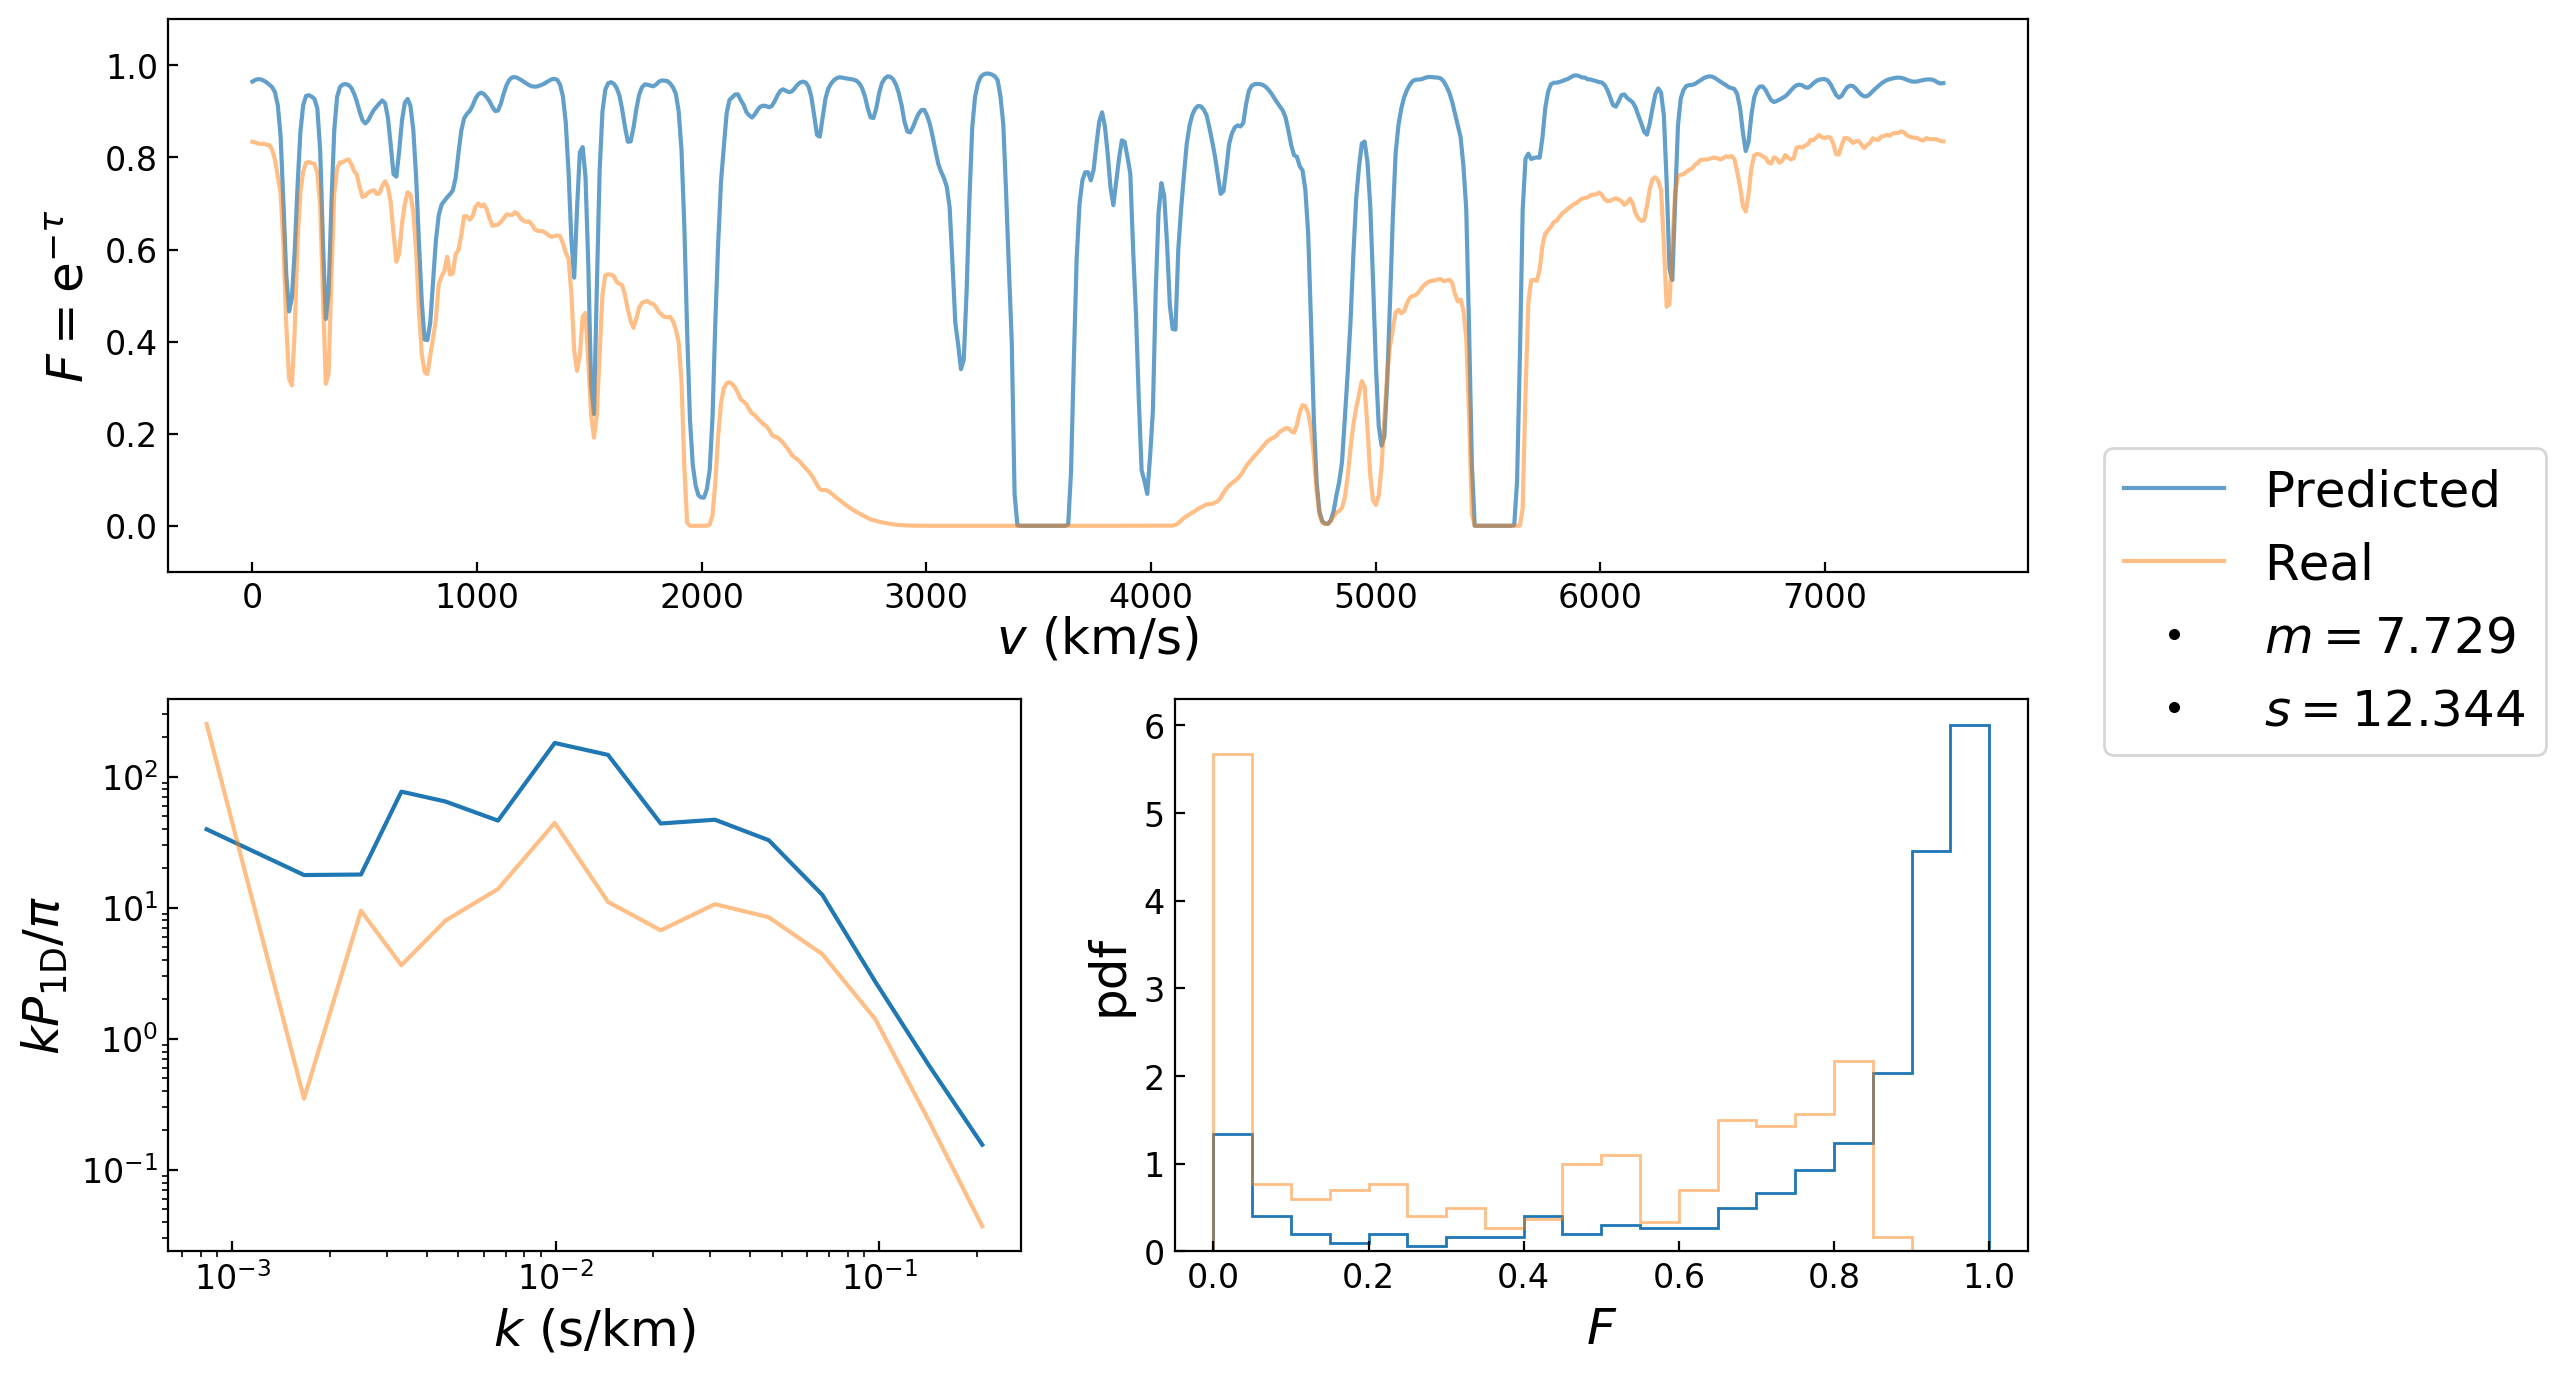 1.0
0.8
0.6
0.4
0.2
0.0
F = e^{-τ}
0 1000 2000 3000 4000 5000 6000 7000
v (km/s)
Predicted
Real
m = 7.729
s = 12.344
10^2
10^1
10^0
10^{-1}
kP_{1D}/π
10^{-3} 10^{-2} 10^{-1}
k (s/km)
6
5
4
3
2
1
0
pdf
0.0 0.2 0.4 0.6 0.8 1.0
F